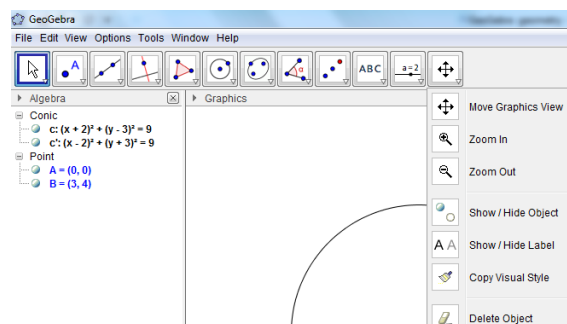 GeoGebra
File Edit View Options Tools Window Help
A
α
ABC
a=2
Algebra
Graphics
Conic
c: (x + 2)² + (y - 3)² = 9
c': (x - 2)² + (y + 3)² = 9
Point
A = (0, 0)
B = (3, 4)
Move Graphics View
Zoom In
Zoom Out
Show / Hide Object
A A Show / Hide Label
Copy Visual Style
Delete Object